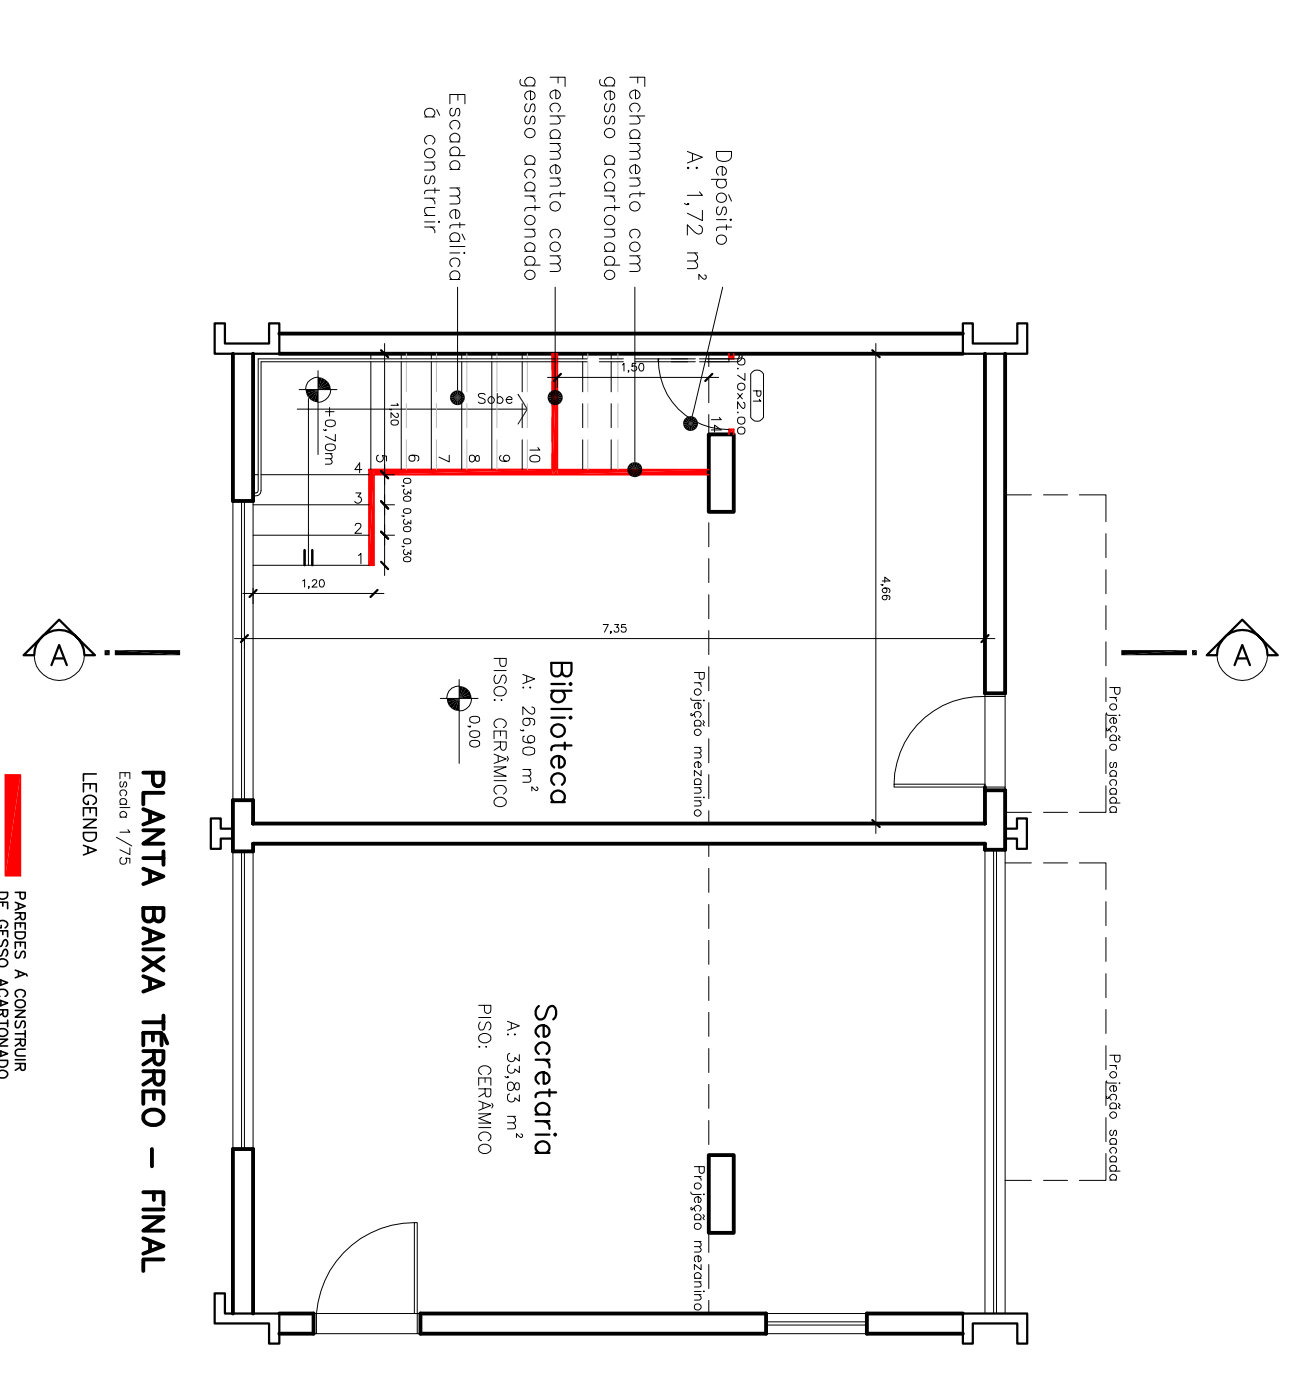 Fechamento com
gesso acartonado
Fechamento com
gesso acartonado
Depósito
A: 1,72 m²
Escada metálica
á construir
P1
0.70x2.00
1,50
14
Sobe
1,20
+0,70m
10
9
8
7
6
5
4
3
2
1
0,30 0,30 0,30
1,20
4,66
7,35
Biblioteca
A: 26,90 m²
PISO: CERÂMICO
0,00
Projeção mezanino
Projeção sacada
Secretaria
A: 33,83 m²
PISO: CERÂMICO
Projeção mezanino
Projeção sacada
A
A
PLANTA BAIXA TÉRREO – FINAL
Escala 1/75
LEGENDA
PAREDES Á CONSTRUIR
DE GESSO ACARTONADO